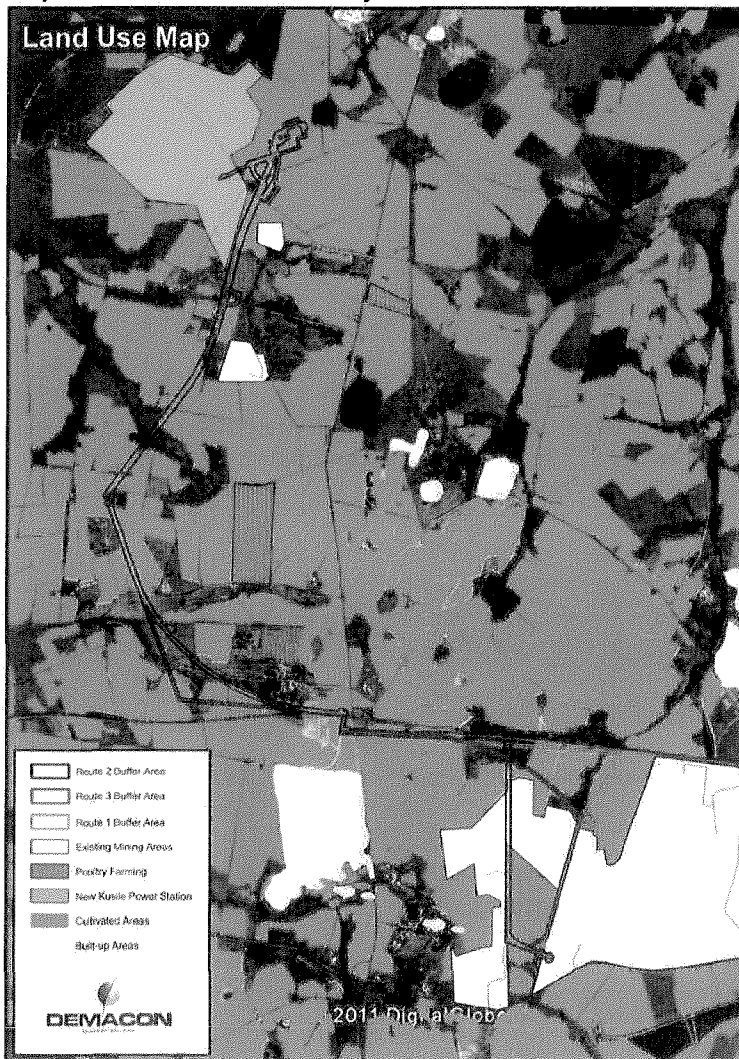 Land Use Map
Route 2 Buffer Area
Route 3 Buffer Area
Route 1 Buffer Area
Existing Mining Areas
Poultry Farming
New Kusile Power Station
Cultivated Areas
Built-up Areas
DEMACON
2011 DigitalGlobe